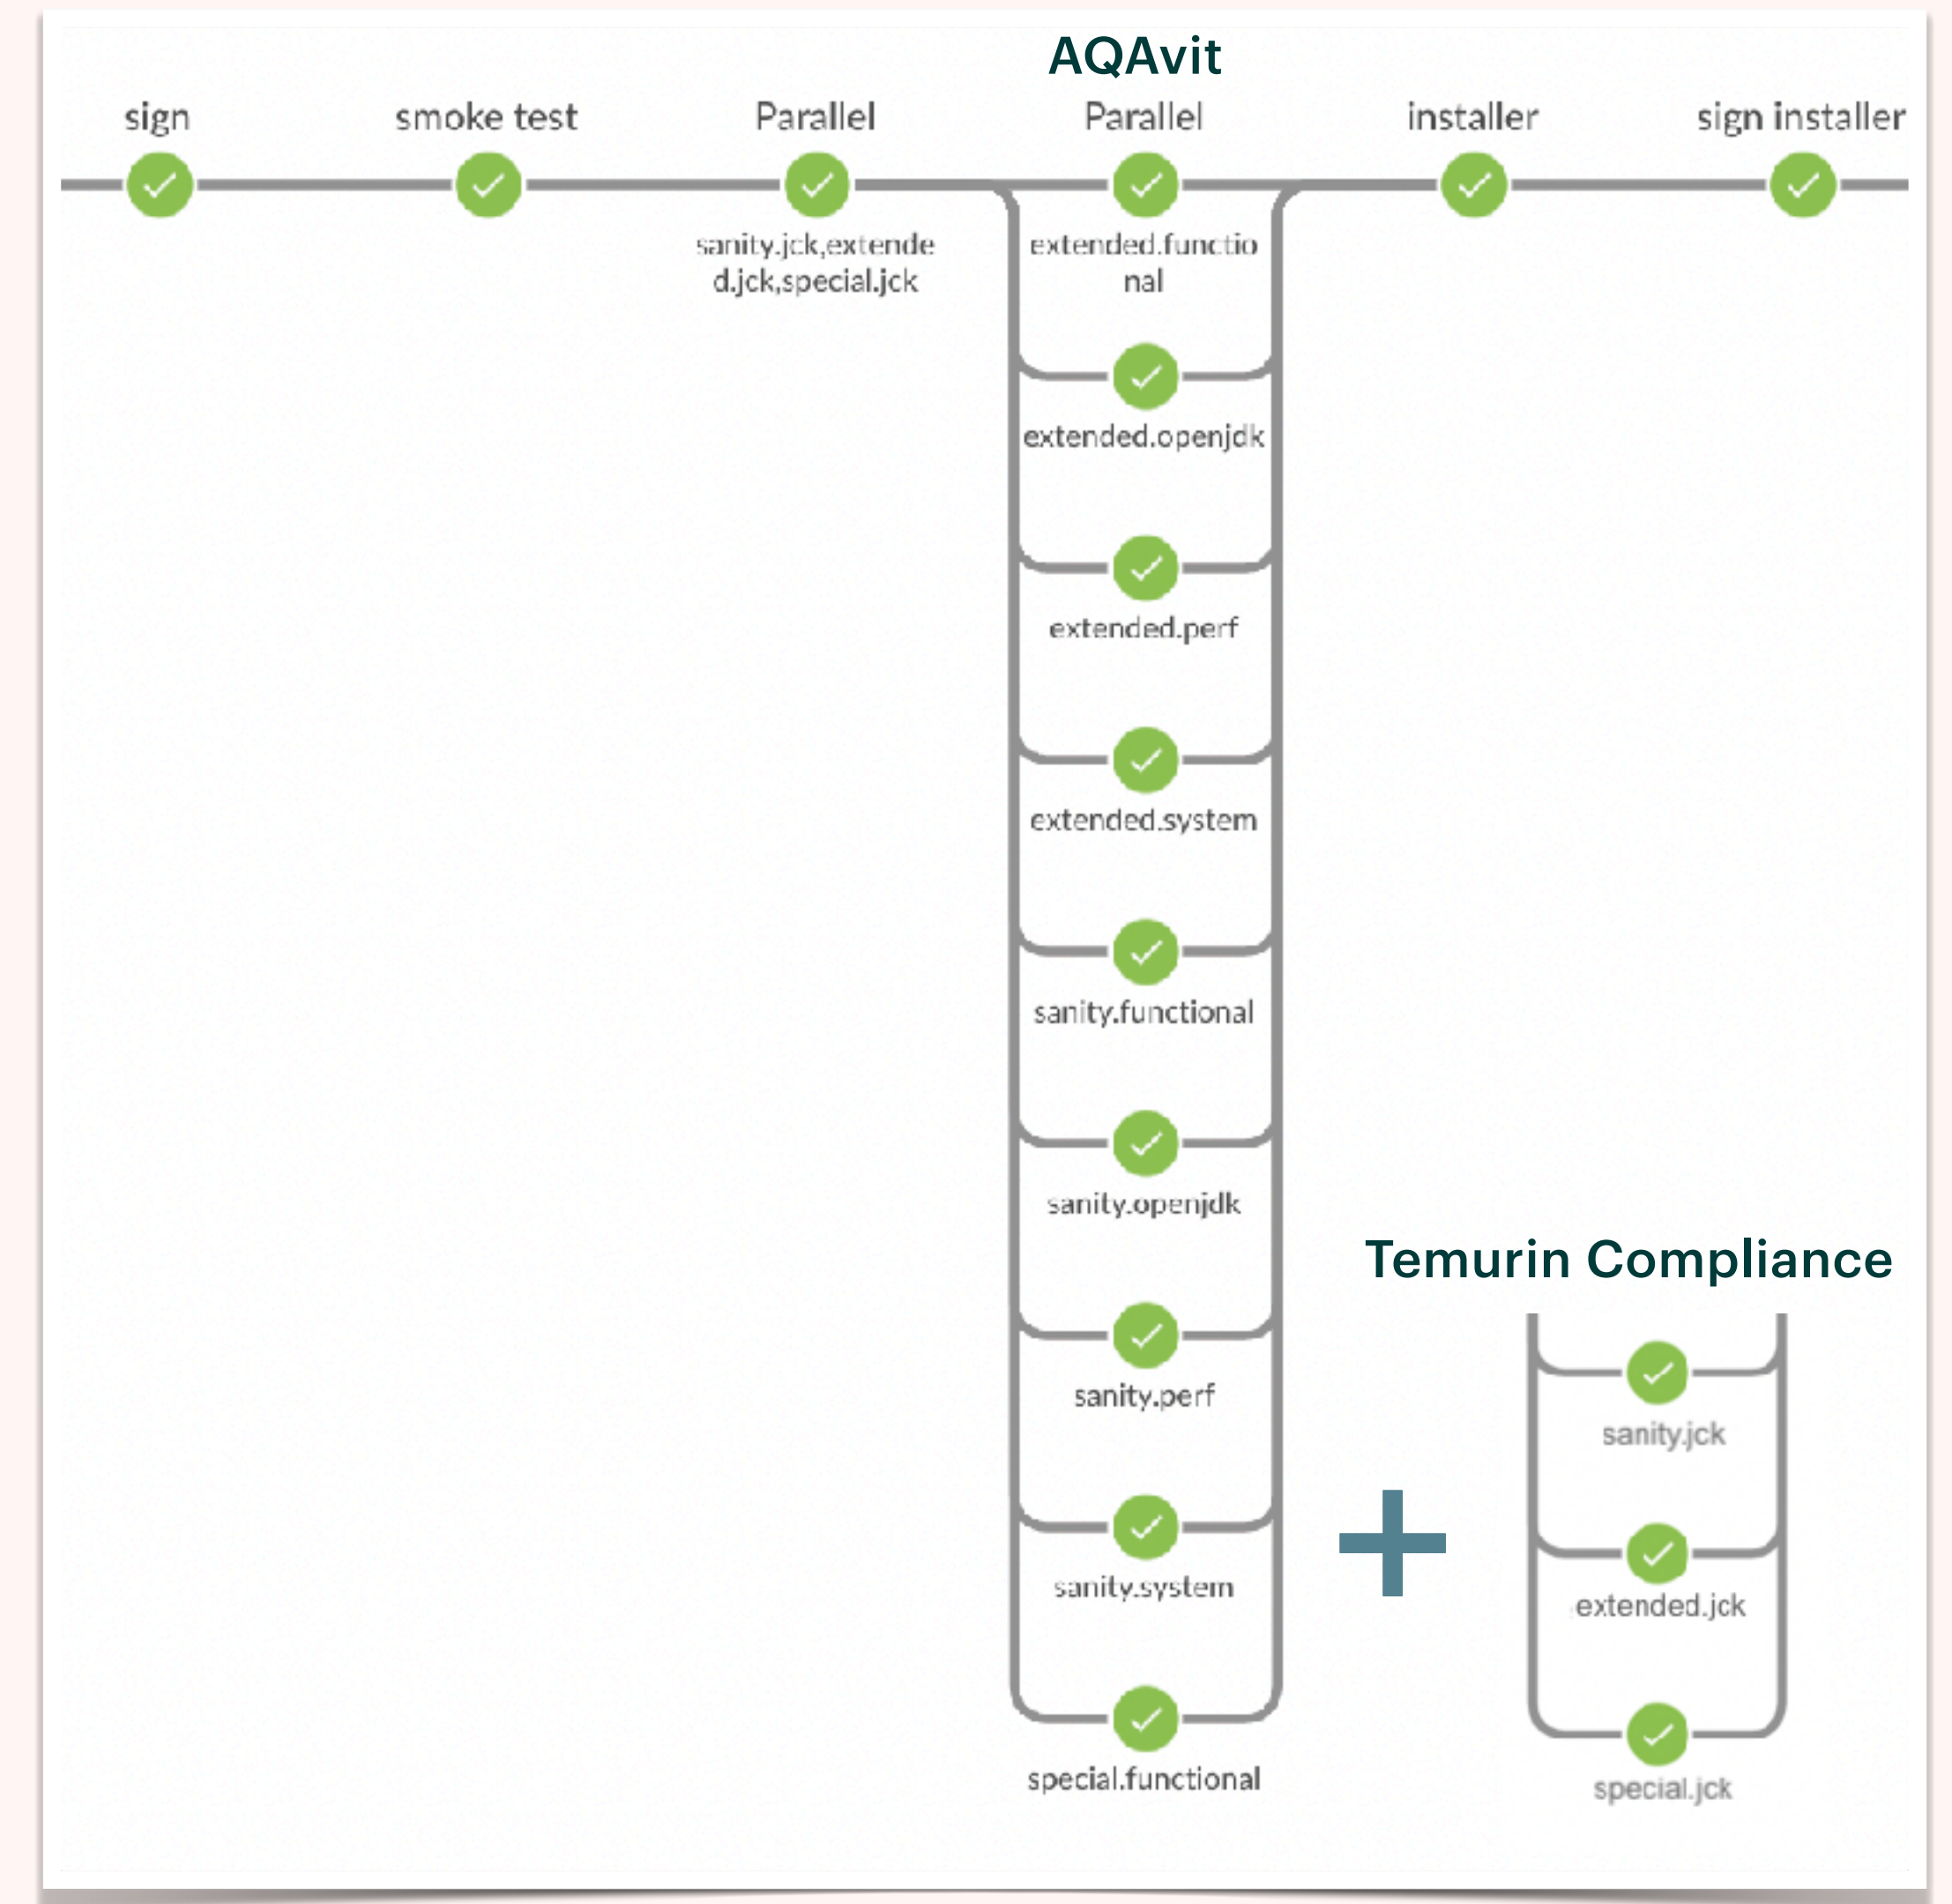 AQAvit
sign
smoke test
Parallel
Parallel
installer
sign installer
sanity.jck,extende
d.jck,special.jck
extended.functio
nal
extended.openjdk
extended.perf
extended.system
sanity.functional
sanity.openjdk
sanity.perf
sanity.system
special.functional
Temurin Compliance
sanity.jck
extended.jck
special.jck